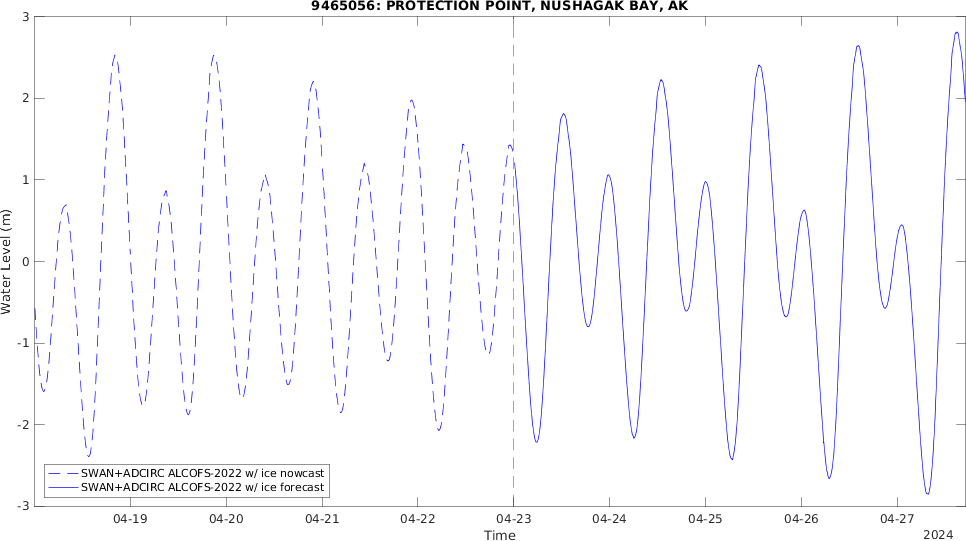 9465056: PROTECTION POINT, NUSHAGAK BAY, AK
3
2
1
0
-1
-2
-3
Water Level (m)
SWAN+ADCIRC ALCOFS-2022 w/ ice nowcast
SWAN+ADCIRC ALCOFS-2022 w/ ice forecast
04-19 04-20 04-21 04-22 04-23 04-24 04-25 04-26 04-27
Time
2024